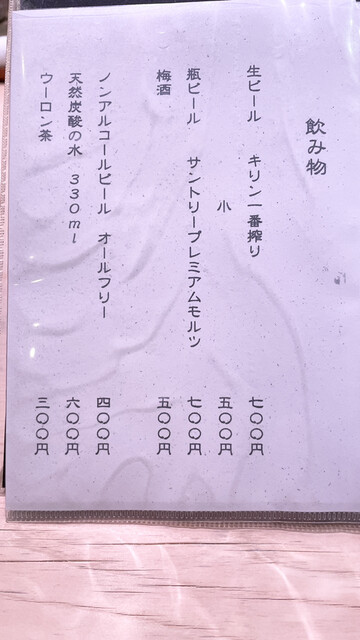 飲み物
生ビール キリン一番搾り 七〇〇円
小 五〇〇円
瓶ビール サントリープレミアムモルツ 七〇〇円
梅酒 五〇〇円
ノンアルコールビール オールフリー 四〇〇円
天然炭酸の水 330ml 六〇〇円
ウーロン茶 三〇〇円